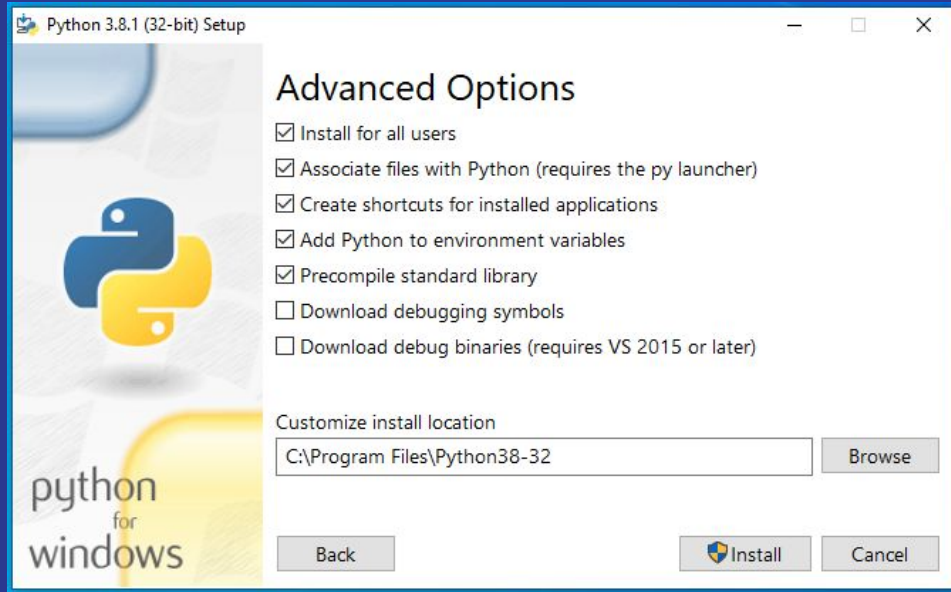 Python 3.8.1 (32-bit) Setup
Advanced Options
Install for all users
Associate files with Python (requires the py launcher)
Create shortcuts for installed applications
Add Python to environment variables
Precompile standard library
Download debugging symbols
Download debug binaries (requires VS 2015 or later)
Customize install location
C:\Program Files\Python38-32
Browse
python
for
windows
Back
Install
Cancel